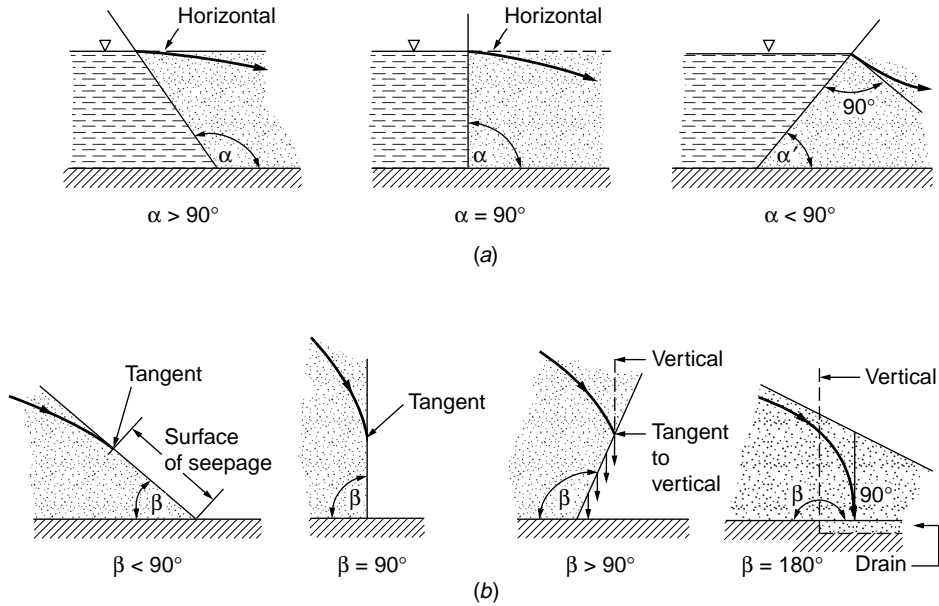 Horizontal
α
α > 90°
Horizontal
α
α = 90°
90°
α′
α < 90°
(a)
Tangent
Surface
of seepage
β
β < 90°
Tangent
β
β = 90°
Vertical
Tangent
to
vertical
β
β > 90°
Vertical
β
90°
β = 180°
Drain
(b)